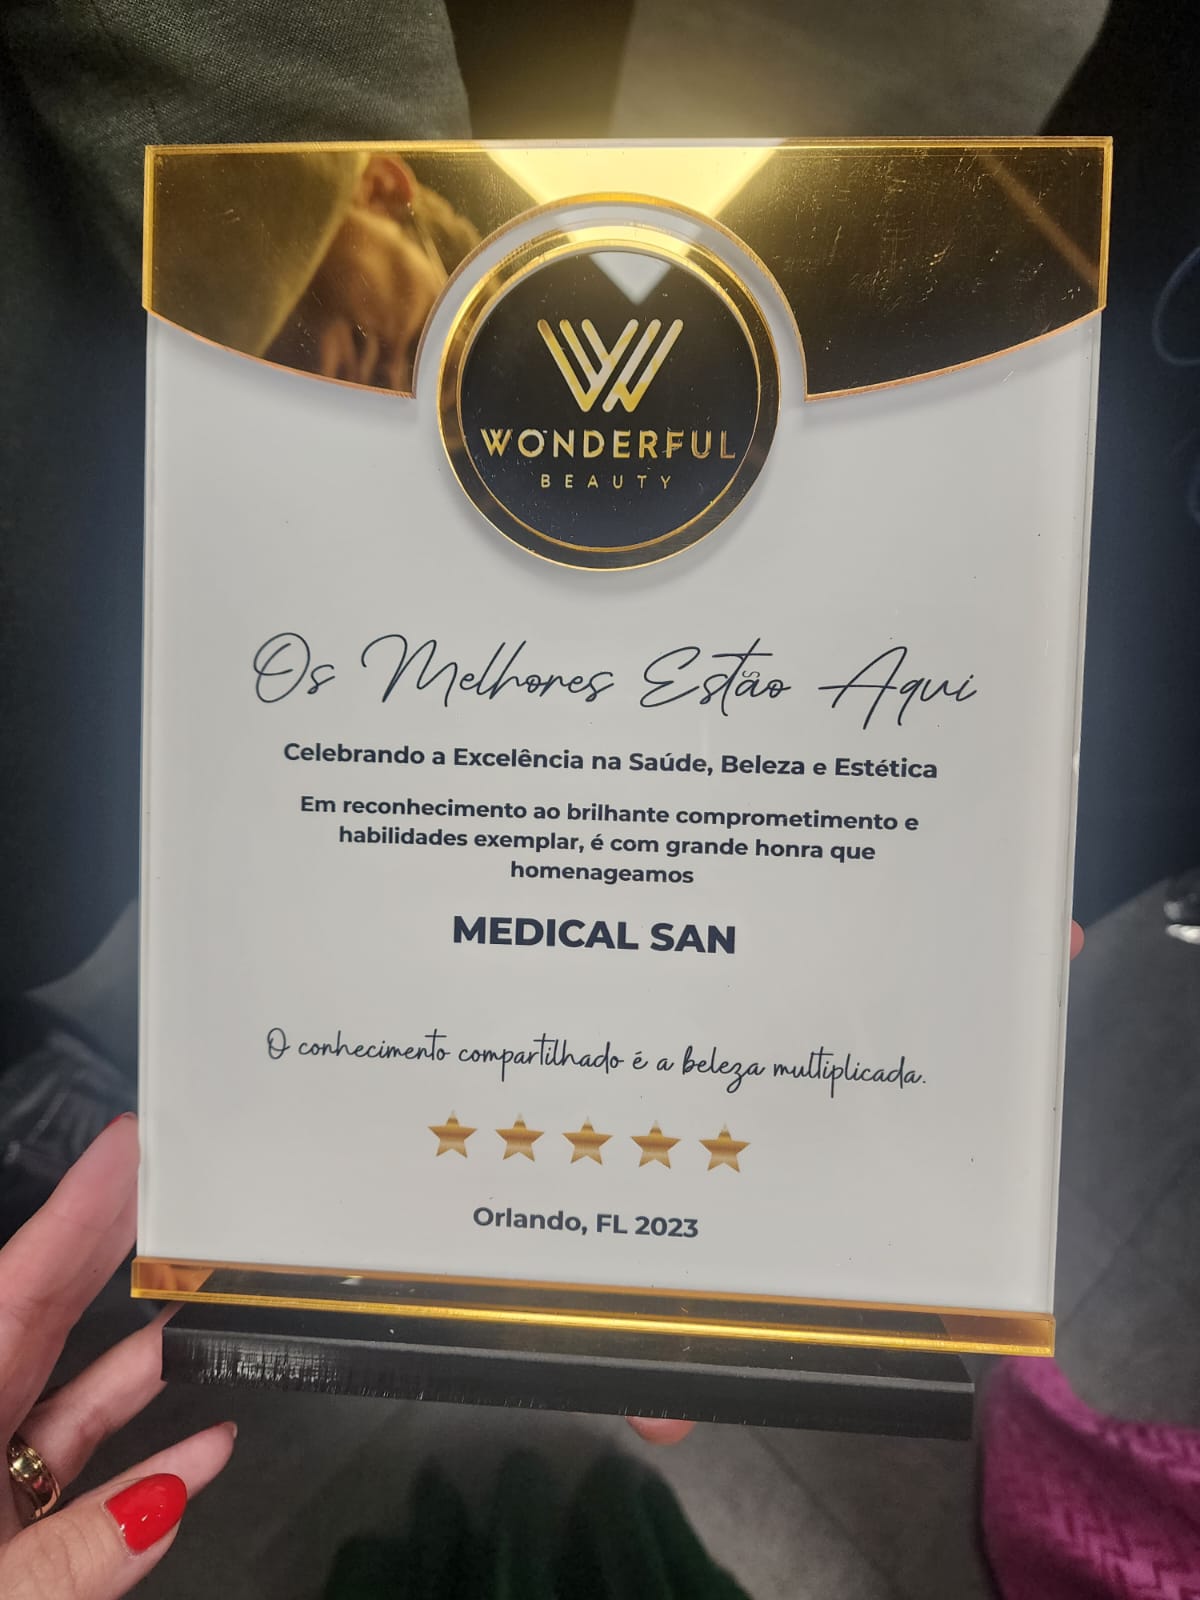 WONDERFUL
BEAUTY
Os Melhores Estão Aqui
Celebrando a Excelência na Saúde, Beleza e Estética
Em reconhecimento ao brilhante comprometimento e
habilidades exemplar, é com grande honra que
homenageamos
MEDICAL SAN
O conhecimento compartilhado é a beleza multiplicada.
Orlando, FL 2023